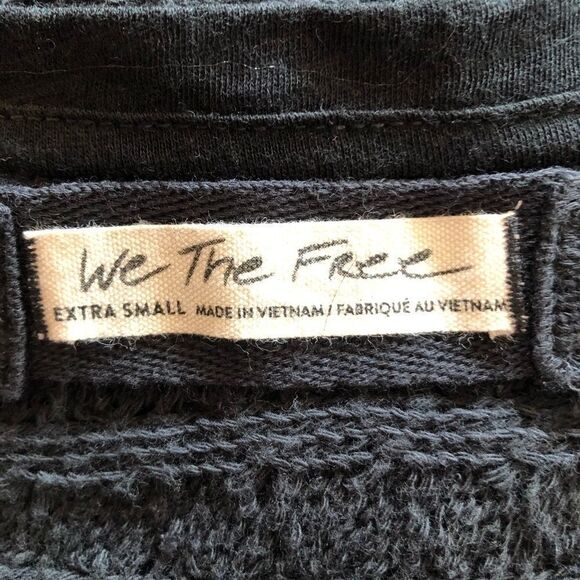 We The Free
EXTRA SMALL MADE IN VIETNAM / FABRIQUÉ AU VIETNAM